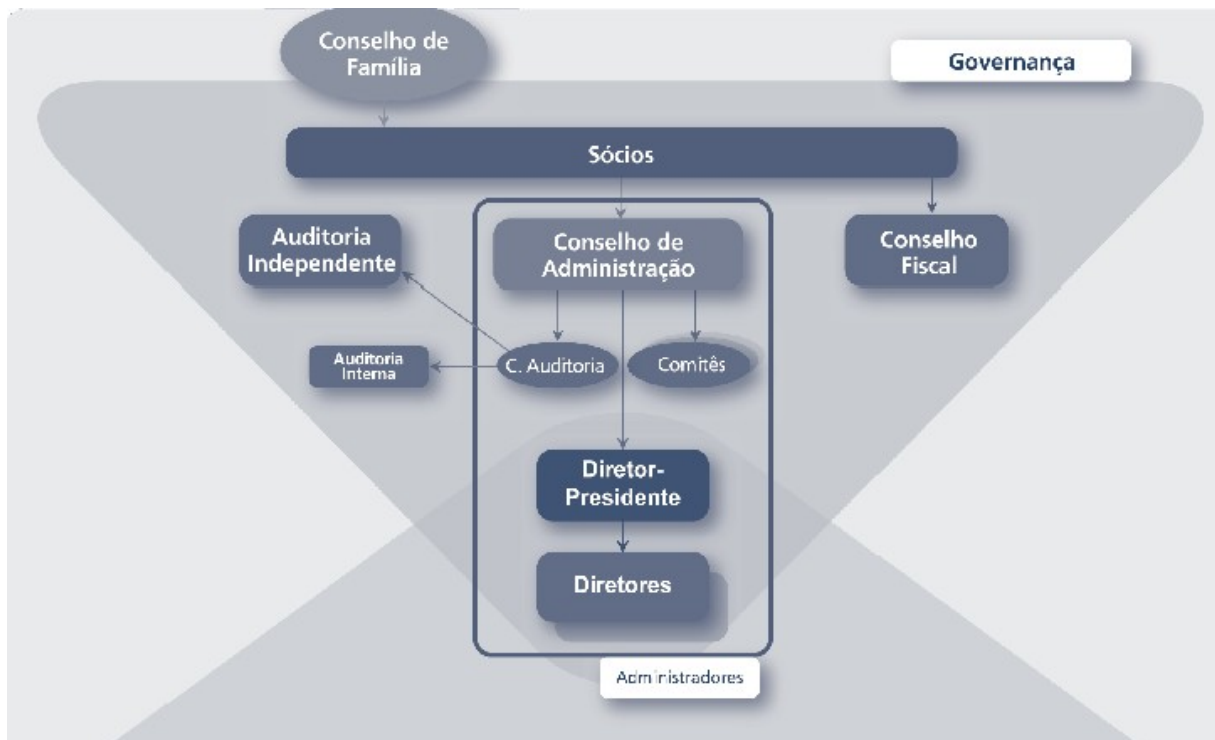 Conselho de
Família
Governança
Sócios
Auditoria
Independente
Conselho de
Administração
Conselho
Fiscal
Auditoria
Interna
C. Auditoria
Comitês
Diretor-
Presidente
Diretores
Administradores